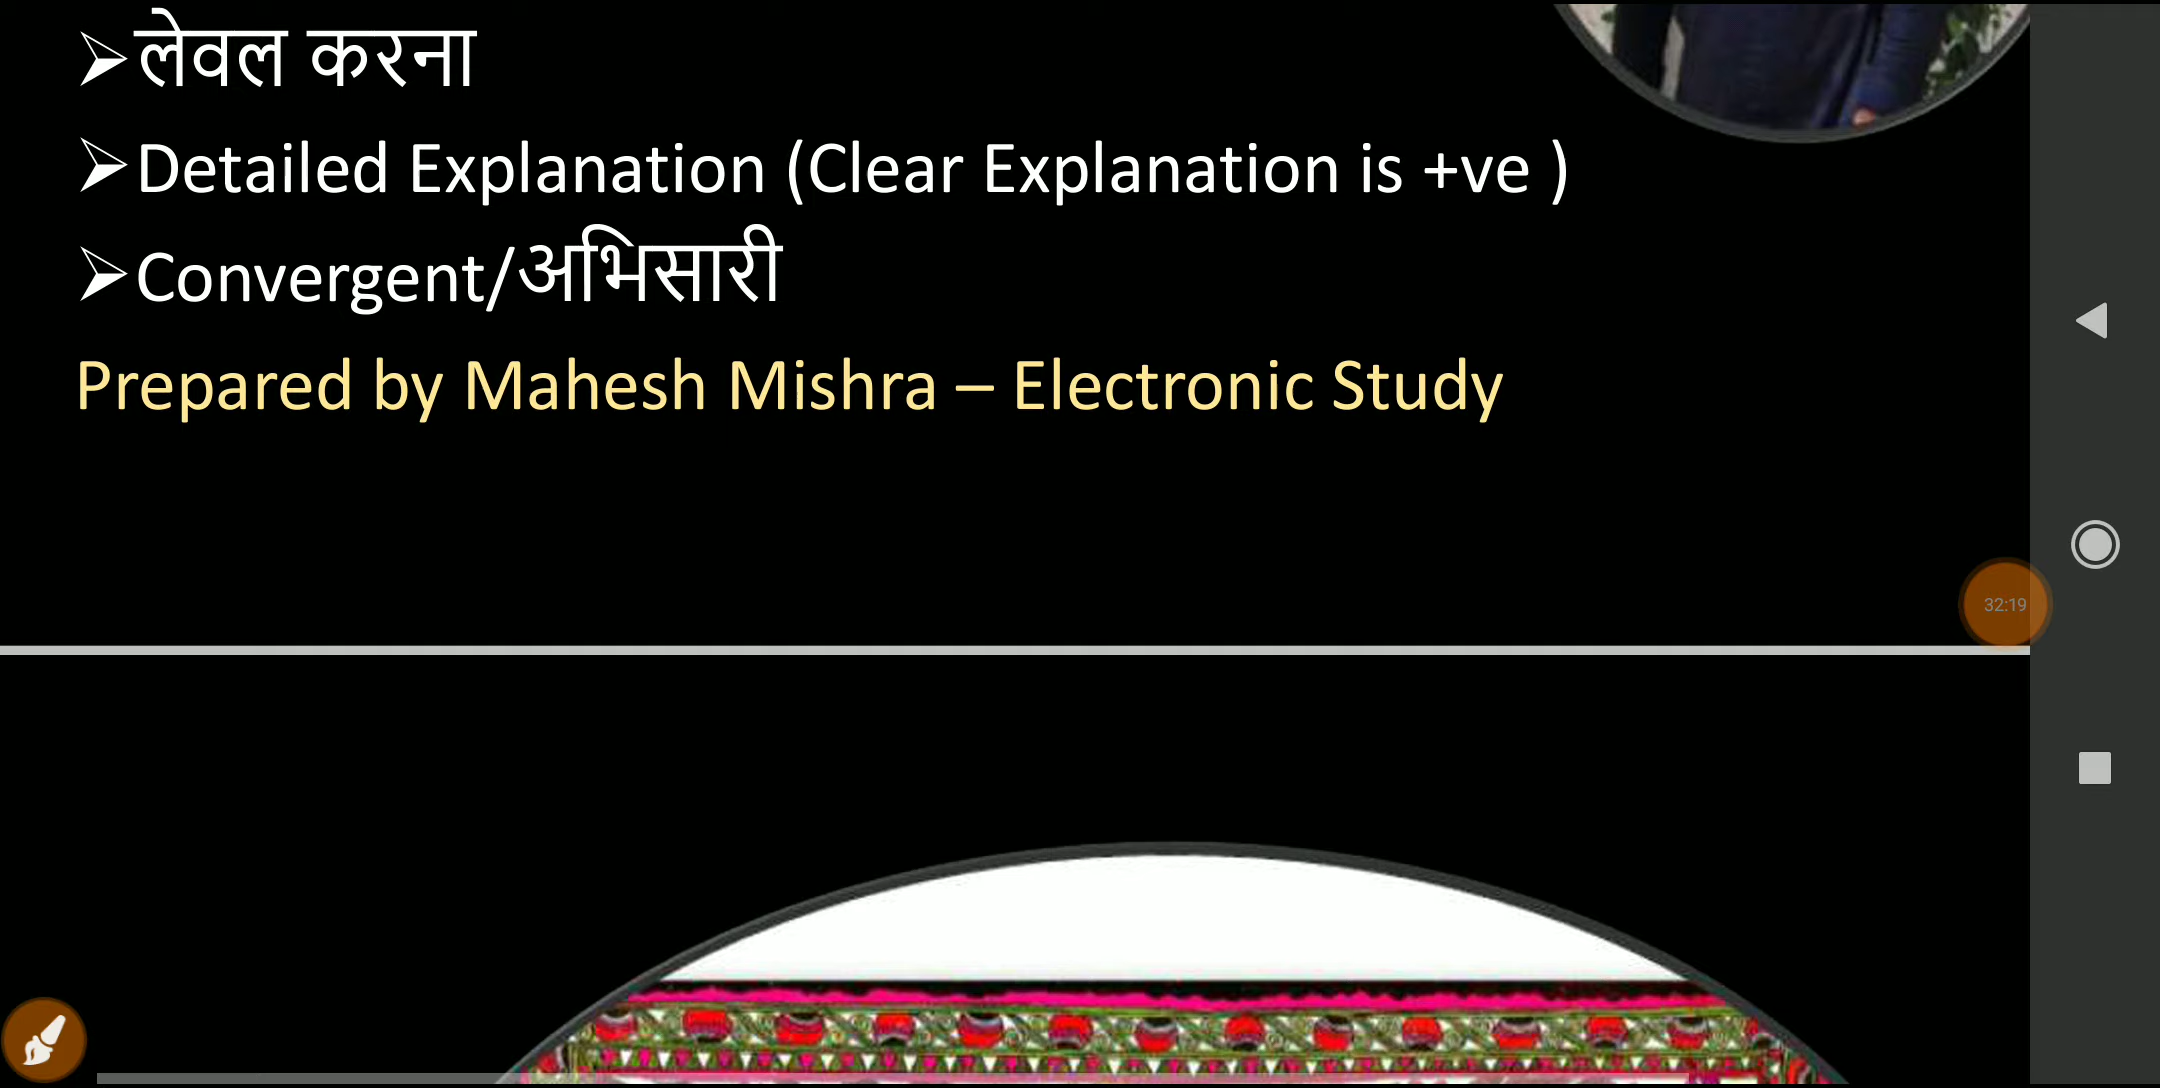 ➢लेवल करना
➢Detailed Explanation (Clear Explanation is +ve )
➢Convergent/अभिसारी
Prepared by Mahesh Mishra – Electronic Study
32:19